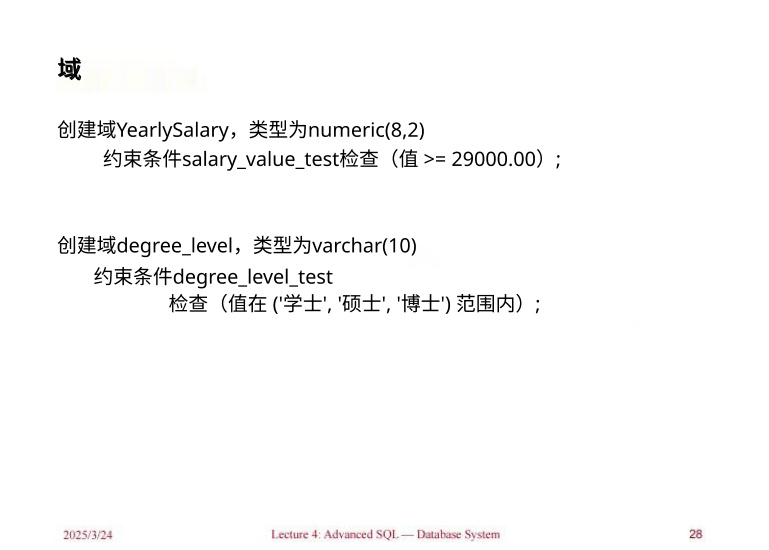 域
创建域YearlySalary，类型为numeric(8,2)
约束条件salary_value_test检查（值 >= 29000.00）;
创建域degree_level，类型为varchar(10)
约束条件degree_level_test
检查（值在 ('学士', '硕士', '博士') 范围内）;
2025/3/24
Lecture 4: Advanced SQL — Database System
28